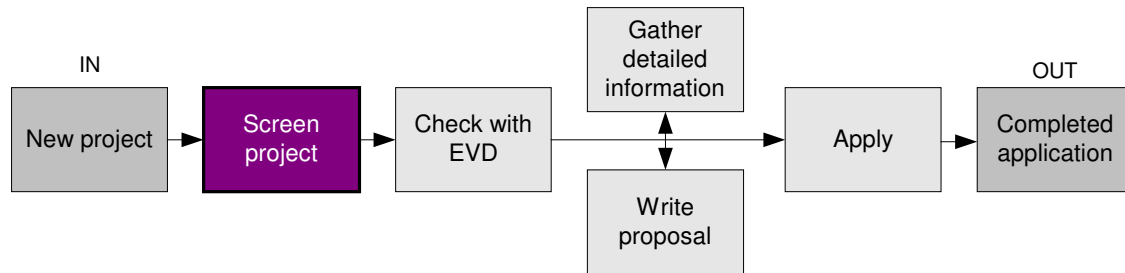 IN
New project
Screen
project
Check with
EVD
Gather
detailed
information
Write
proposal
Apply
OUT
Completed
application